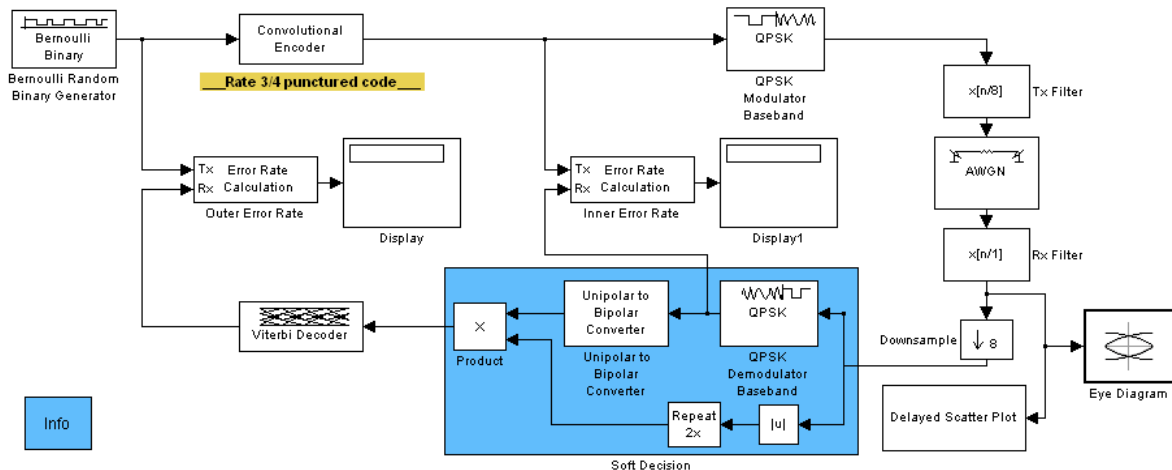 Bernoulli
Binary
Bernoulli Random
Binary Generator
Convolutional
Encoder
___Rate 3/4 punctured code___
QPSK
QPSK
Modulator
Baseband
x[n/8]
Tx Filter
AWGN
x[n/1]
Rx Filter
Tx
Rx
Error Rate
Calculation
Outer Error Rate
Display
Tx
Rx
Error Rate
Calculation
Inner Error Rate
Display1
Viterbi Decoder
X
Product
Unipolar to
Bipolar
Converter
Unipolar to
Bipolar
Converter
QPSK
QPSK
Demodulator
Baseband
Downsample
↓ 8
Eye Diagram
Repeat
2x
|u|
Delayed Scatter Plot
Info
Soft Decision